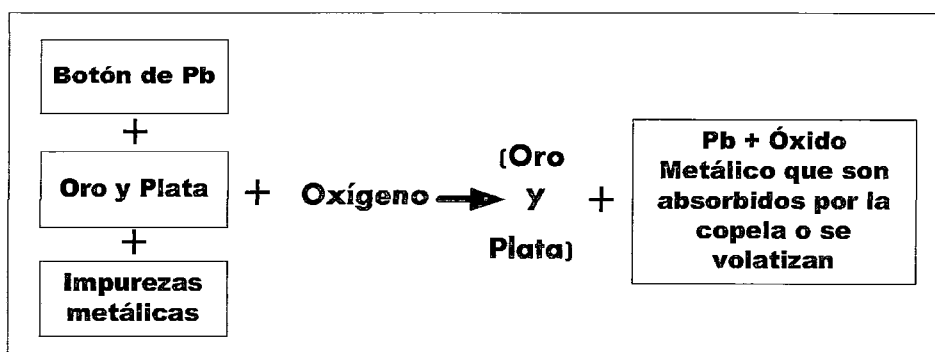 Botón de Pb
+
Oro y Plata
+
Impurezas
metálicas
+ Oxígeno
(Oro
y
Plata)
+
Pb + Óxido
Metálico que son
absorbidos por la
copela o se
volatizan